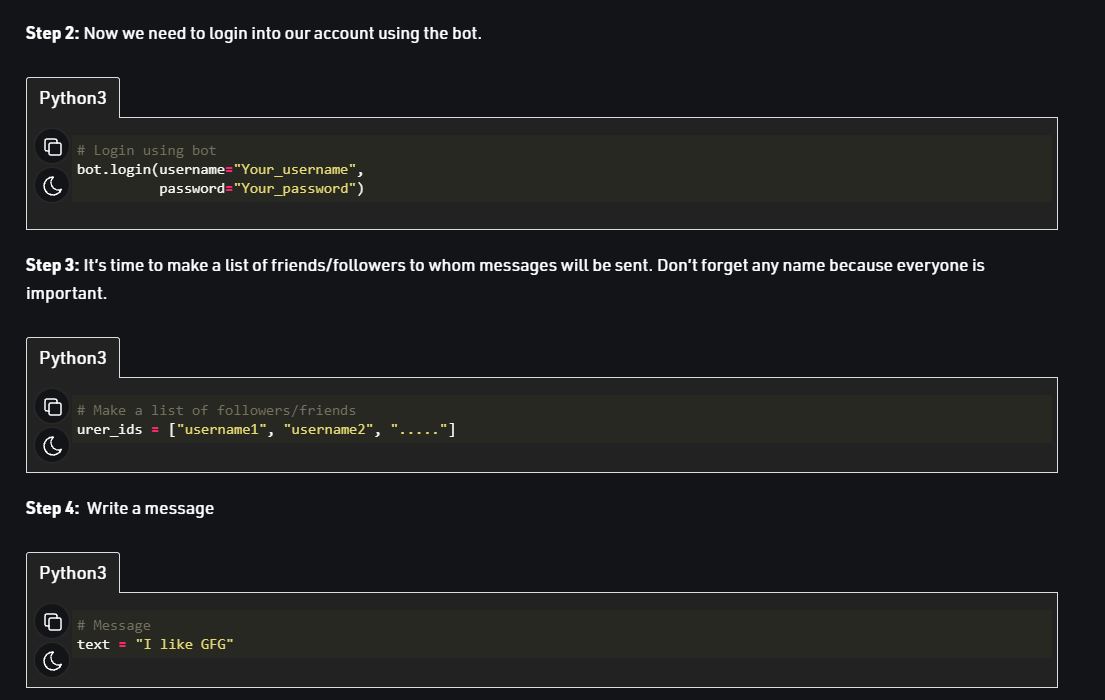 Step 2: Now we need to login into our account using the bot.
Python3
# Login using bot
bot.login(username="Your_username",
          password="Your_password")
Step 3: It's time to make a list of friends/followers to whom messages will be sent. Don't forget any name because everyone is
important.
Python3
# Make a list of followers/friends
urer_ids = ["username1", "username2", "....."]
Step 4:  Write a message
Python3
# Message
text = "I like GFG"